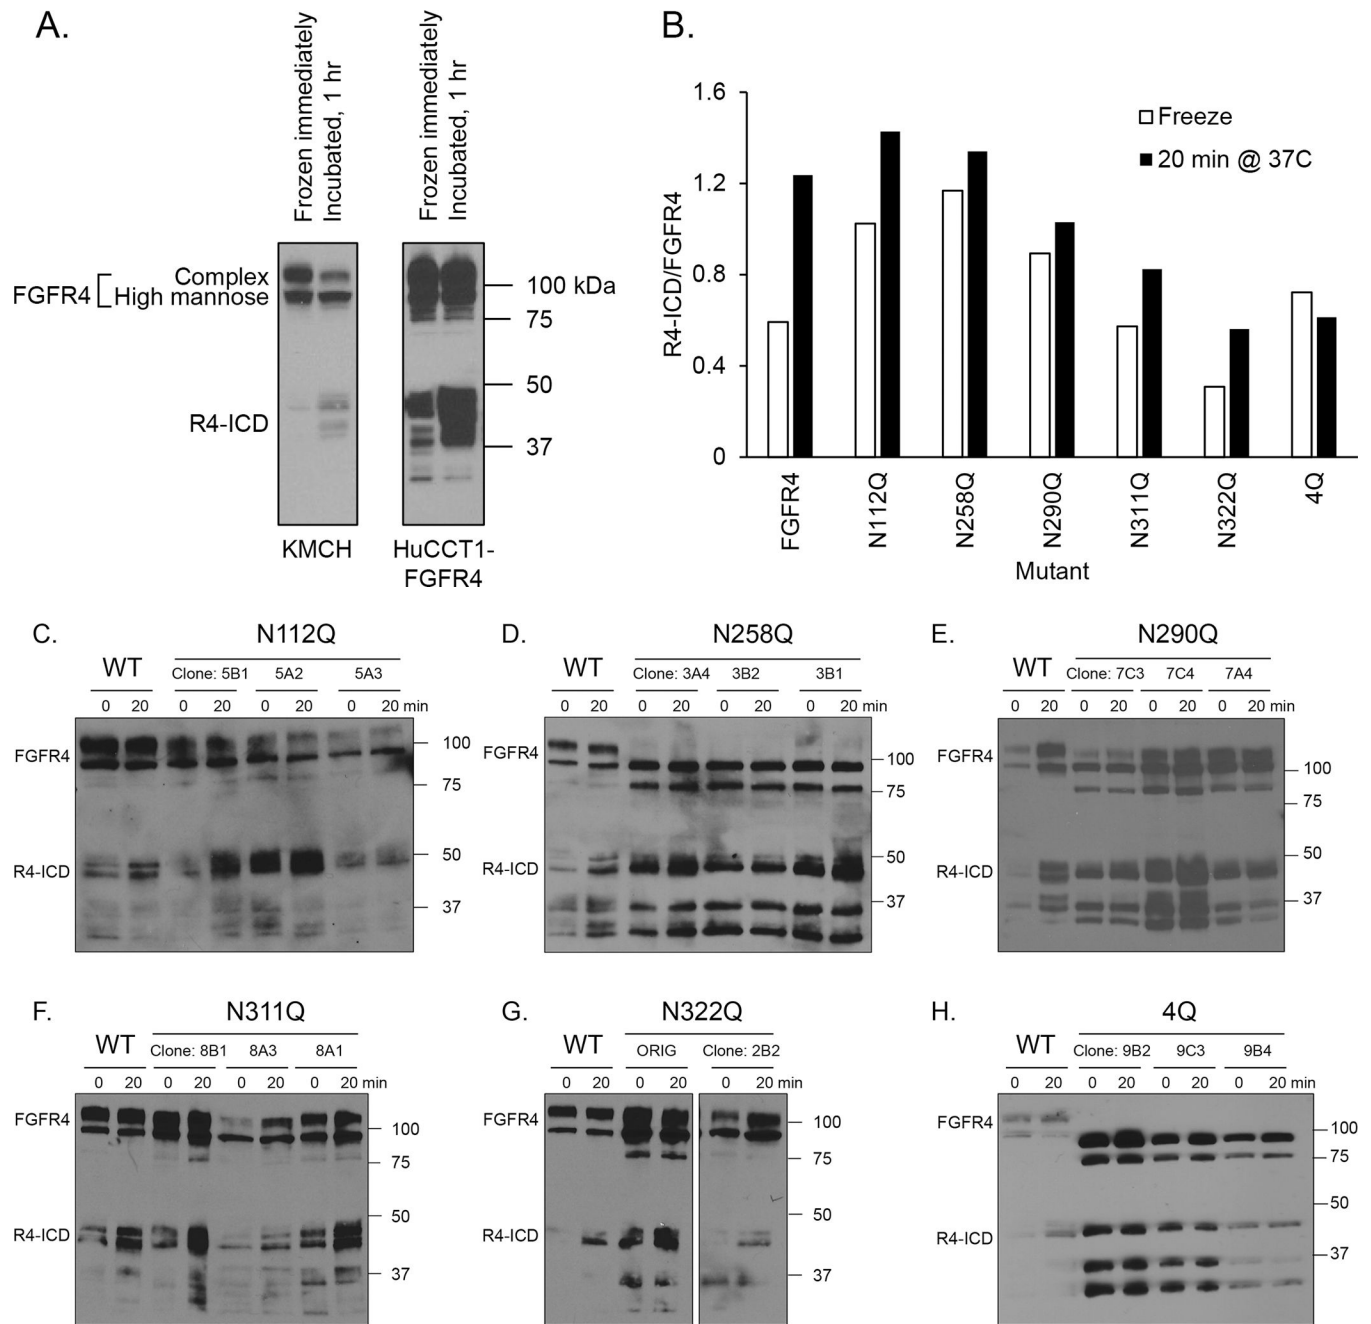 A.
Frozen immediately
Incubated, 1 hr
Frozen immediately
Incubated, 1 hr
FGFR4
Complex
High mannose
R4-ICD
100 kDa
75
50
37
KMCH
HuCCT1-
FGFR4
B.
R4-ICD/FGFR4
1.6
1.2
0.8
0.4
0
Freeze
20 min @ 37C
FGFR4
N112Q
N258Q
N290Q
N311Q
N322Q
4Q
Mutant
C.
N112Q
WT
Clone: 5B1 5A2 5A3
0 20 0 20 0 20 0 20 min
FGFR4
R4-ICD
100
75
50
37
D.
N258Q
WT
Clone: 3A4 3B2 3B1
0 20 0 20 0 20 0 20 min
FGFR4
R4-ICD
100
75
50
37
E.
N290Q
WT
Clone: 7C3 7C4 7A4
0 20 0 20 0 20 0 20 min
FGFR4
R4-ICD
100
75
50
37
F.
N311Q
WT
Clone: 8B1 8A3 8A1
0 20 0 20 0 20 0 20 min
FGFR4
R4-ICD
100
75
50
37
G.
N322Q
WT
ORIG Clone: 2B2
0 20 0 20 0 20 min
FGFR4
R4-ICD
100
75
50
37
H.
4Q
WT
Clone: 9B2 9C3 9B4
0 20 0 20 0 20 0 20 min
FGFR4
R4-ICD
100
75
50
37